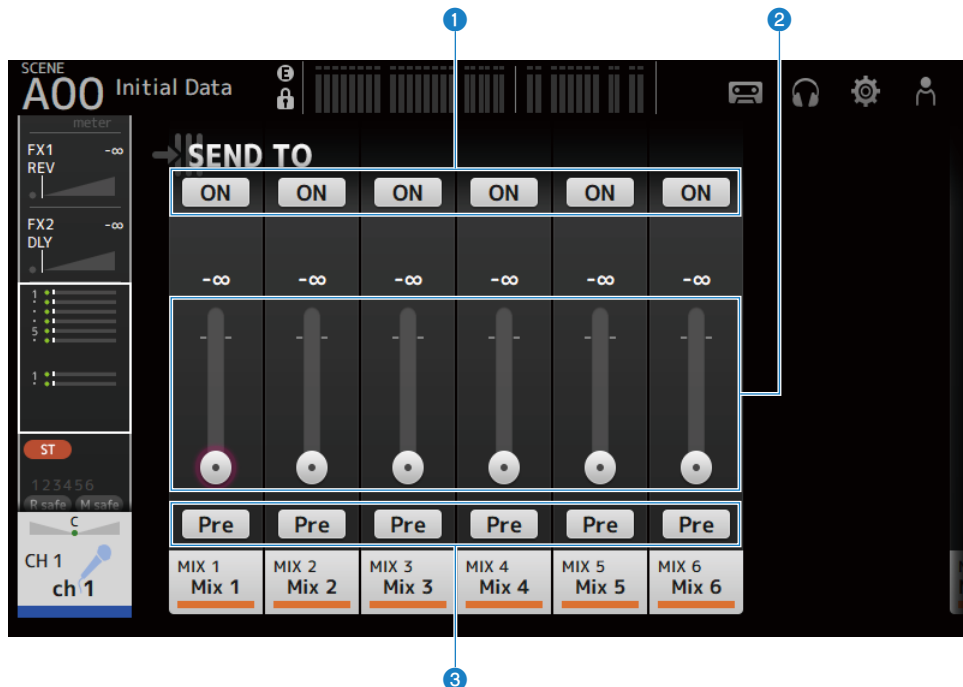 1 2
SCENE
A00 Initial Data E
meter
FX1 -∞
REV
FX2 -∞
DLY
SEND TO
ON ON ON ON ON ON
-∞ -∞ -∞ -∞ -∞ -∞
1
5
1
ST
123456
R safe M safe
Pre Pre Pre Pre Pre Pre
C
CH 1
ch 1
MIX 1 MIX 2 MIX 3 MIX 4 MIX 5 MIX 6
Mix 1 Mix 2 Mix 3 Mix 4 Mix 5 Mix 6
3